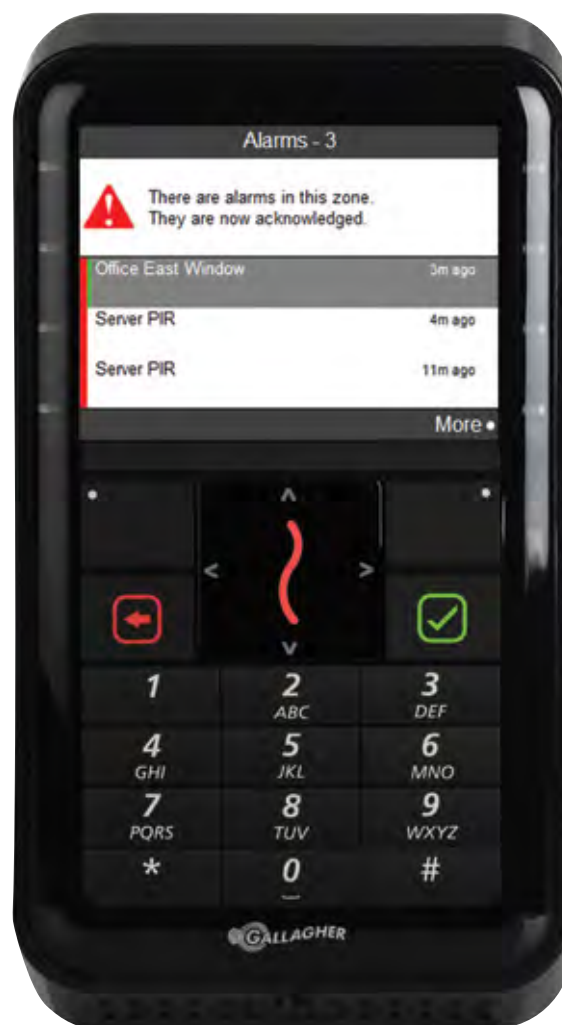 Alarms - 3
There are alarms in this zone.
They are now acknowledged.
Office East Window 3m ago
Server PIR 4m ago
Server PIR 11m ago
More
1 2 3
ABC DEF
4 5 6
GHI JKL MNO
7 8 9
PQRS TUV WXYZ
* 0 #
GALLAGHER